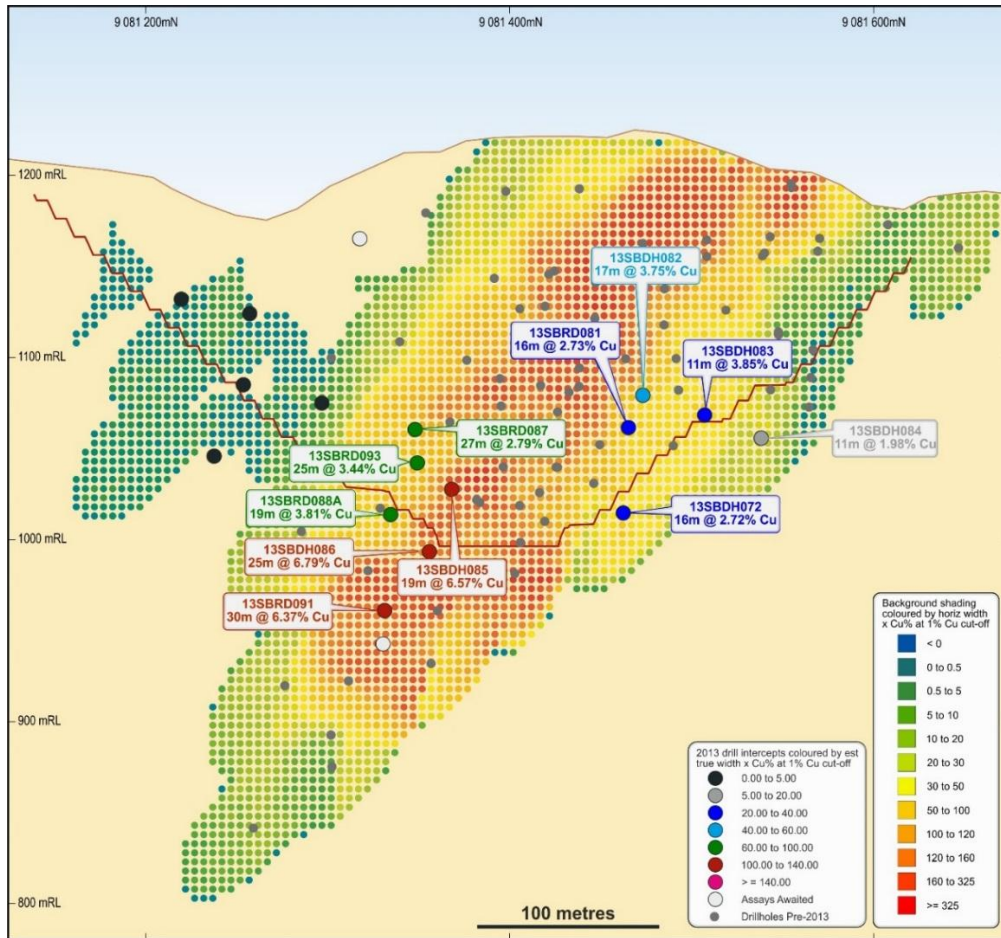 9 081 200mN
9 081 400mN
9 081 600mN
1200 mRL
1100 mRL
1000 mRL
900 mRL
800 mRL
13SBDH082
17m @ 3.75% Cu
13SBRD081
16m @ 2.73% Cu
13SBDH083
11m @ 3.85% Cu
13SBRD087
27m @ 2.79% Cu
13SBDH084
11m @ 1.98% Cu
13SBRD093
25m @ 3.44% Cu
13SBRD088A
19m @ 3.81% Cu
13SBDH072
16m @ 2.72% Cu
13SBDH086
25m @ 6.79% Cu
13SBDH085
19m @ 6.57% Cu
13SBRD091
30m @ 6.37% Cu
Background shading
coloured by horiz width
x Cu% at 1% Cu cut-off
< 0
0 to 0.5
0.5 to 5
5 to 10
10 to 20
20 to 30
30 to 50
50 to 100
100 to 120
120 to 160
160 to 325
>= 325
2013 drill intercepts coloured by est
true width x Cu% at 1% Cu cut-off
0.00 to 5.00
5.00 to 20.00
20.00 to 40.00
40.00 to 60.00
60.00 to 100.00
100.00 to 140.00
> = 140.00
Assays Awaited
Drillholes Pre-2013
100 metres